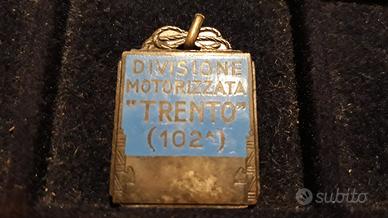 DIVISIONE
MOTORIZZATA
"TRENTO"
(102ᴬ)
subito